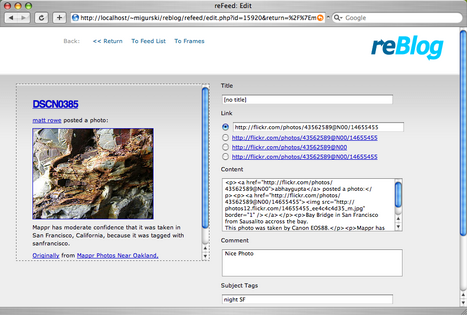 reFeed: Edit
http://localhost/~migurski/reblog/refeed/edit.php?id=15920&return=%2F%7Em
Google
Back:
<< Return
To Feed List
To Frames
reBlog
DSCN0385
matt rowe posted a photo:
Mappr has moderate confidence that it was taken in
San Francisco, California, because it was tagged with
sanfrancisco.
Originally from Mappr Photos Near Oakland.
Title
[no title]
Link
http://flickr.com/photos/43562589@N00/14655455
http://flickr.com/photos/43562589@N00/14655455
http://flickr.com/photos/43562589@N00
http://flickr.com/photos/43562589@N00/14655455
Content
<p><a href="http://flickr.com/photos/
43562589@N00">abhaygupta</a> posted a photo:</
p><p><a href="http://flickr.com/photos/
43562589@N00/14655455"><img src="http://
photos12.flickr.com/14655455_ee4c4c4d35_m.jpg"
border="1" /></a></p><p>Bay Bridge in San Francisco
from Sausalito accross the bay.
This photo was taken by Canon EOS88.</p><p>Mappr has
Comment
Nice Photo
Subject Tags
night SF